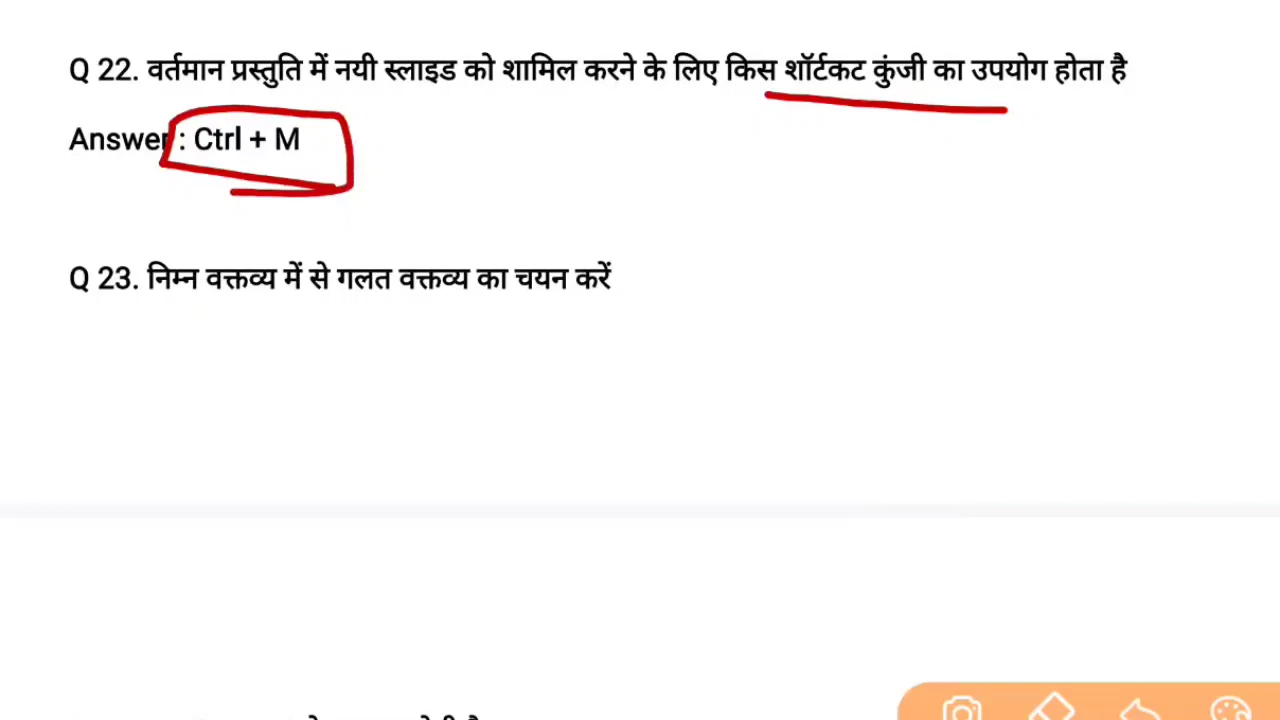 Q 22. वर्तमान प्रस्तुति में नयी स्लाइड को शामिल करने के लिए किस शॉर्टकट कुंजी का उपयोग होता है
Answer : Ctrl + M
Q 23. निम्न वक्तव्य में से गलत वक्तव्य का चयन करें